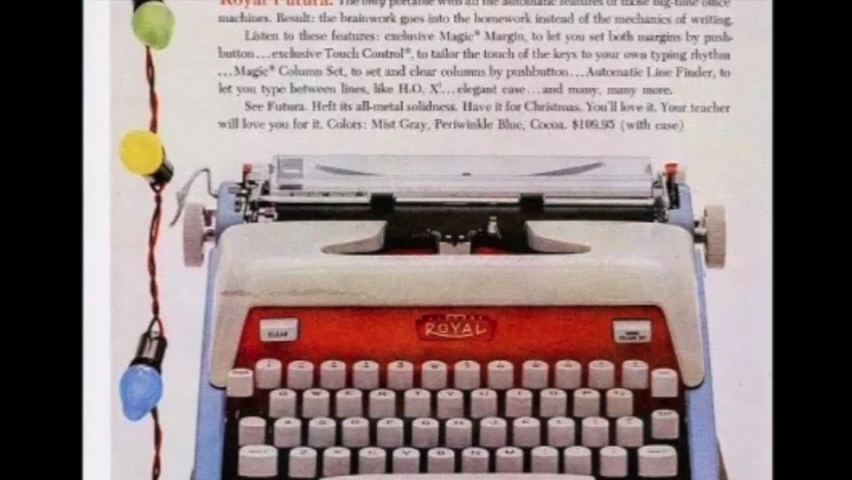 Royal Futura. The only portable with all the automatic features of those big-time office
machines. Result: the brainwork goes into the homework instead of the mechanics of writing.
Listen to these features: exclusive Magic® Margin, to let you set both margins by push-
button...exclusive Touch Control®, to tailor the touch of the keys to your own typing rhythm
...Magic® Column Set, to set and clear columns by pushbutton...Automatic Line Finder, to
let you type between lines, like H₂O, X¹...elegant case...and many, many more.
See Futura. Heft its all-metal solidness. Have it for Christmas. You'll love it. Your teacher
will love you for it. Colors: Mist Gray, Periwinkle Blue, Cocoa. $109.95 (with case)
ROYAL
CLEAR